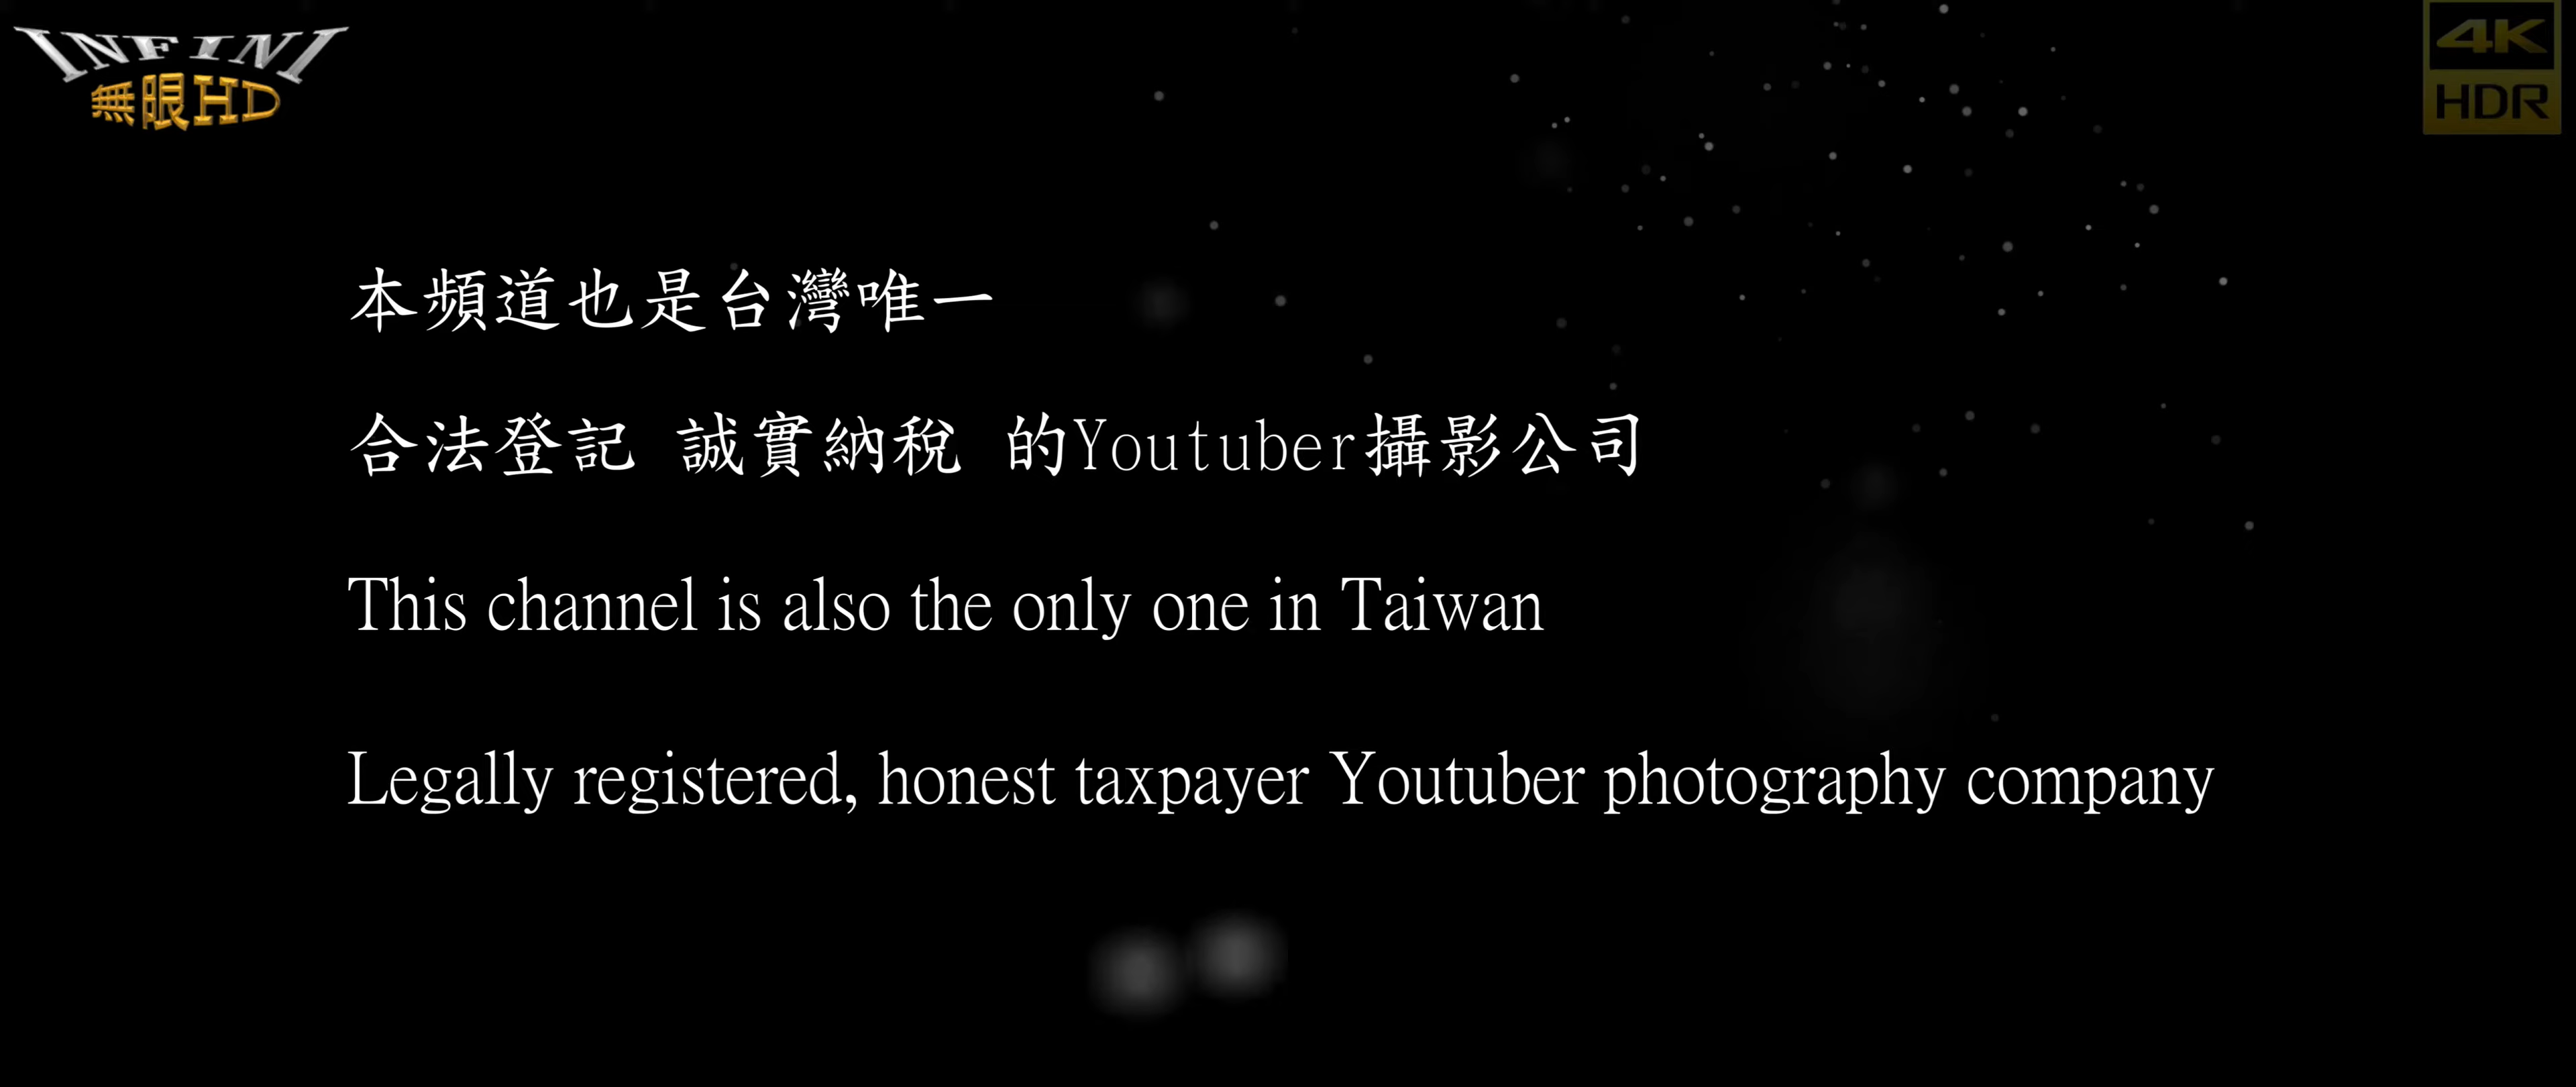 INFINI
無眼HD
4K
HDR
本頻道也是台灣唯一
合法登記 誠實納稅 的Youtuber攝影公司
This channel is also the only one in Taiwan
Legally registered, honest taxpayer Youtuber photography company